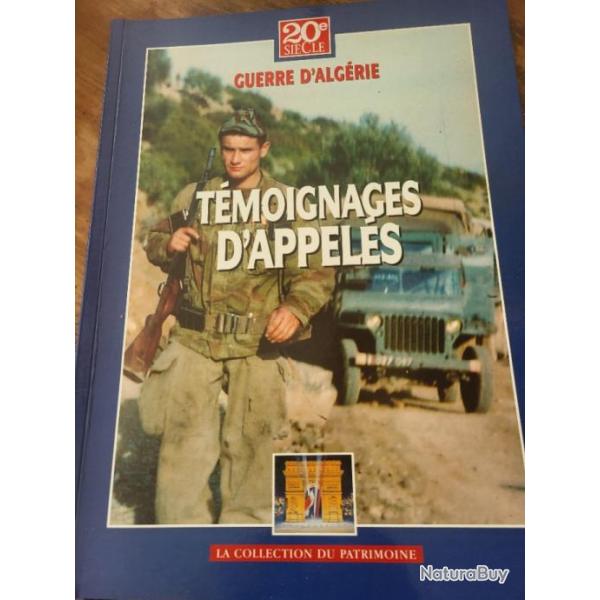 20e
SIÈCLE
GUERRE D'ALGÉRIE
TÉMOIGNAGES
D'APPELÉS
LA COLLECTION DU PATRIMOINE
NaturaBuy